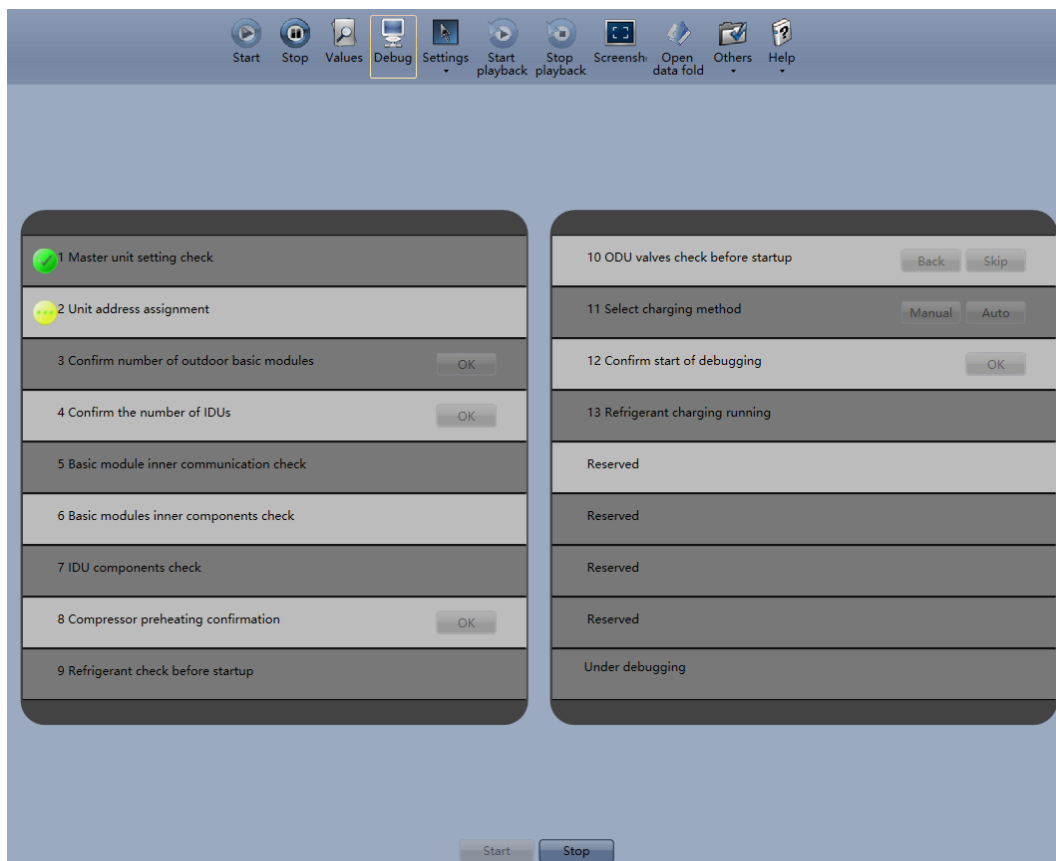 Start Stop Values Debug Settings Start playback Stop playback Screensh Open data fold Others Help
1 Master unit setting check
2 Unit address assignment
3 Confirm number of outdoor basic modules OK
4 Confirm the number of IDUs OK
5 Basic module inner communication check
6 Basic modules inner components check
7 IDU components check
8 Compressor preheating confirmation OK
9 Refrigerant check before startup
10 ODU valves check before startup Back Skip
11 Select charging method Manual Auto
12 Confirm start of debugging OK
13 Refrigerant charging running
Reserved
Reserved
Reserved
Reserved
Under debugging
Start Stop